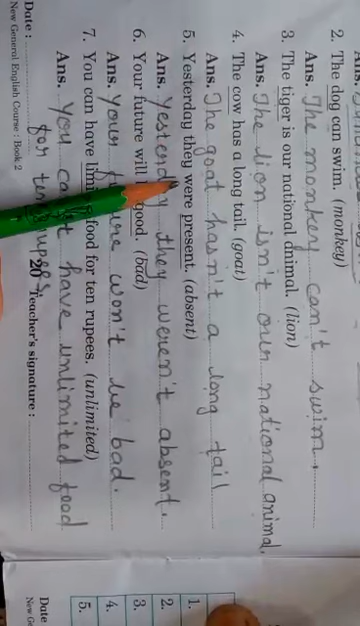 Ans.
2. The dog can swim. (monkey)
Ans. The monkey can't swim.
3. The tiger is our national animal. (lion)
Ans. The lion isn't our national animal.
4. The cow has a long tail. (goat)
Ans. The goat hasn't a long tail
5. Yesterday they were present. (absent)
Ans. Yesterday they weren't absent.
6. Your future will good. (bad)
Ans. Your won't be bad.
7. You can have food for ten rupees. (unlimited)
Ans. You can't have unlimited food
for ten
Date :
20 Teacher's signature :
New General English Course : Book 2
1.
2.
3.
4.
5.
Date
New Ge